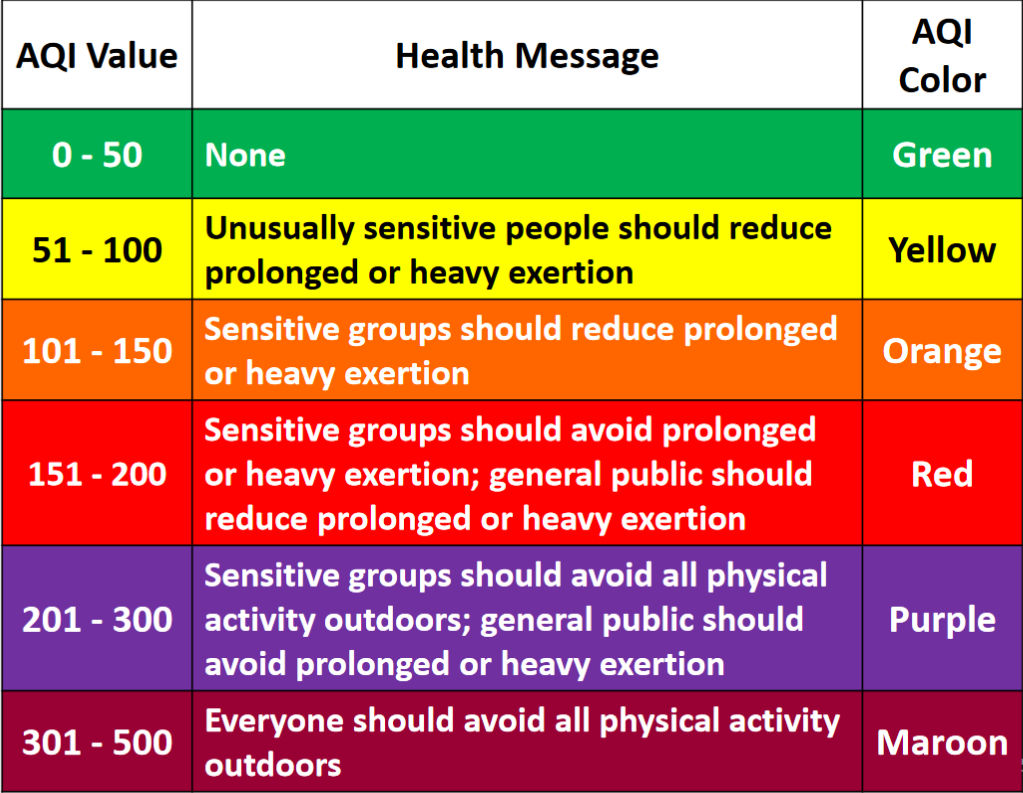 AQI Value
Health Message
AQI
Color
0 - 50
None
Green
51 - 100
Unusually sensitive people should reduce
prolonged or heavy exertion
Yellow
101 - 150
Sensitive groups should reduce prolonged
or heavy exertion
Orange
151 - 200
Sensitive groups should avoid prolonged
or heavy exertion; general public should
reduce prolonged or heavy exertion
Red
201 - 300
Sensitive groups should avoid all physical
activity outdoors; general public should
avoid prolonged or heavy exertion
Purple
301 - 500
Everyone should avoid all physical activity
outdoors
Maroon